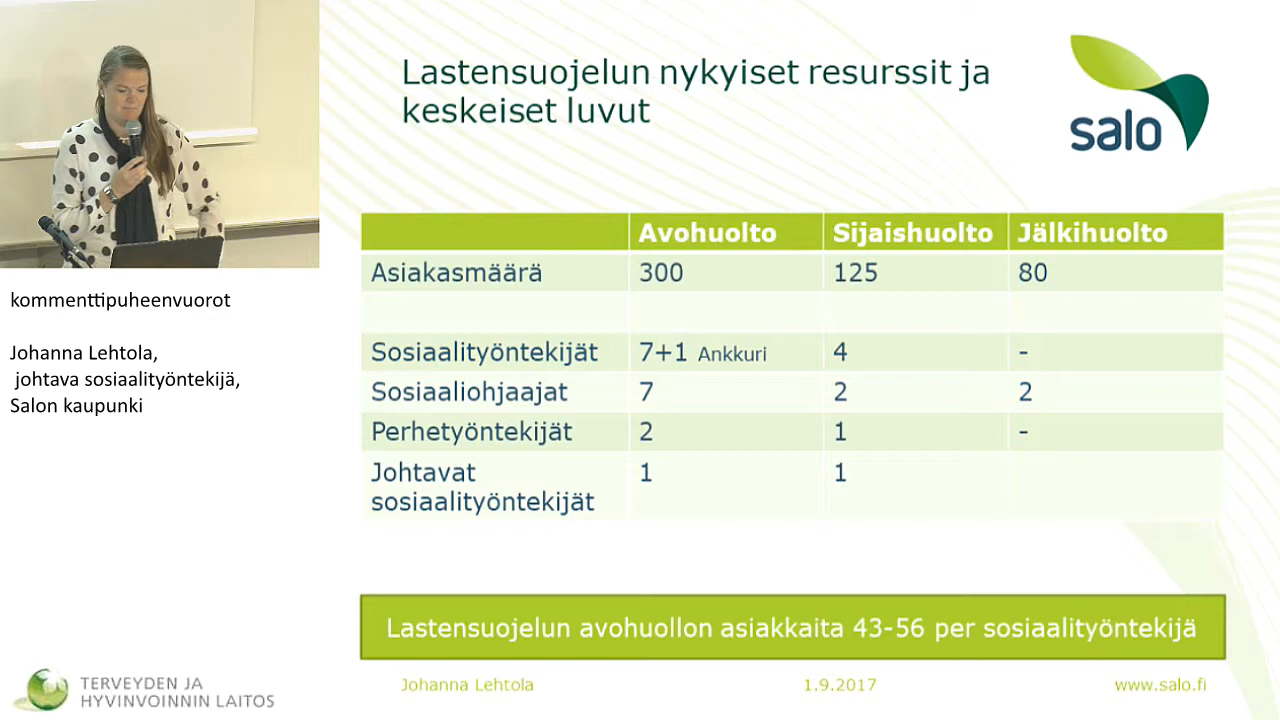 Lastensuojelun nykyiset resurssit ja
keskeiset luvut
salo
Avohuolto Sijaishuolto Jälkihuolto
Asiakasmäärä 300 125 80
Sosiaalityöntekijät 7+1 Ankkuri 4 -
Sosiaaliohjaajat 7 2 2
Perhetyöntekijät 2 1 -
Johtavat
sosiaalityöntekijät 1 1
Lastensuojelun avohuollon asiakkaita 43-56 per sosiaalityöntekijä
Johanna Lehtola 1.9.2017 www.salo.fi
kommenttipuheenvuorot
Johanna Lehtola,
johtava sosiaalityöntekijä,
Salon kaupunki
TERVEYDEN JA
HYVINVOINNIN LAITOS